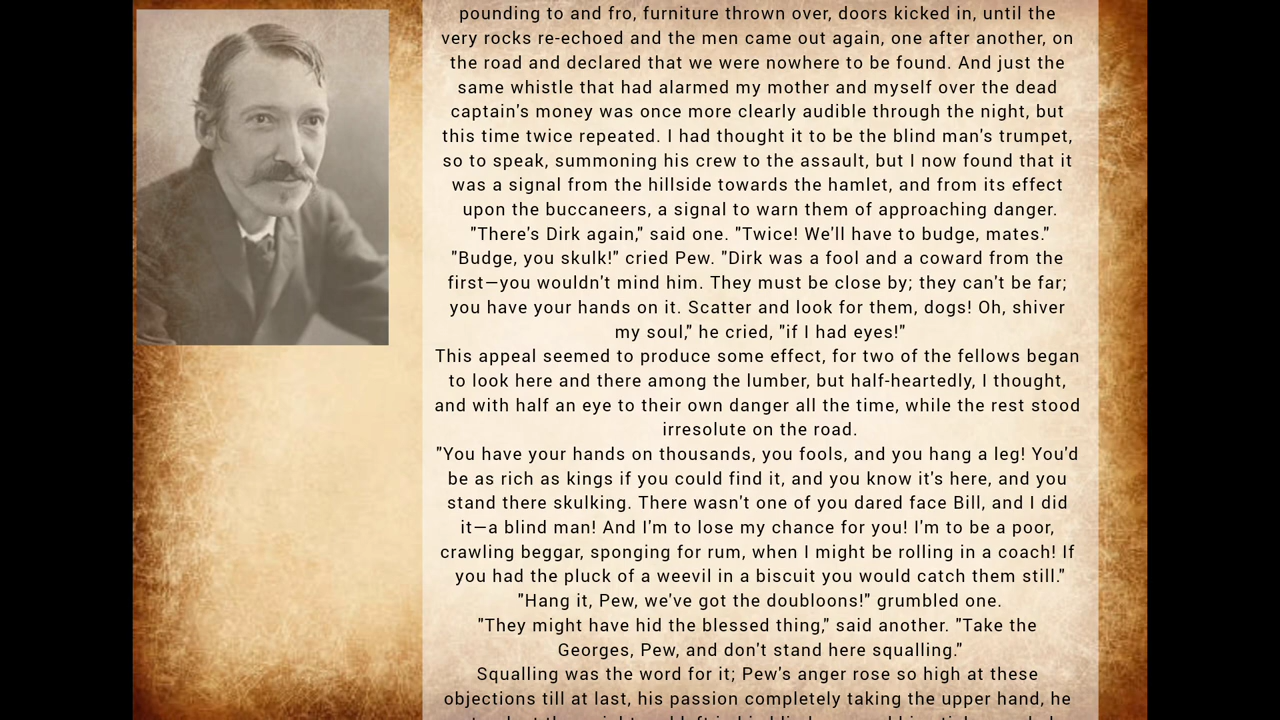 pounding to and fro, furniture thrown over, doors kicked in, until the
very rocks re-echoed and the men came out again, one after another, on
the road and declared that we were nowhere to be found. And just the
same whistle that had alarmed my mother and myself over the dead
captain's money was once more clearly audible through the night, but
this time twice repeated. I had thought it to be the blind man's trumpet,
so to speak, summoning his crew to the assault, but I now found that it
was a signal from the hillside towards the hamlet, and from its effect
upon the buccaneers, a signal to warn them of approaching danger.
"There's Dirk again," said one. "Twice! We'll have to budge, mates."
"Budge, you skulk!" cried Pew. "Dirk was a fool and a coward from the
first—you wouldn't mind him. They must be close by; they can't be far;
you have your hands on it. Scatter and look for them, dogs! Oh, shiver
my soul," he cried, "if I had eyes!"
This appeal seemed to produce some effect, for two of the fellows began
to look here and there among the lumber, but half-heartedly, I thought,
and with half an eye to their own danger all the time, while the rest stood
irresolute on the road.
"You have your hands on thousands, you fools, and you hang a leg! You'd
be as rich as kings if you could find it, and you know it's here, and you
stand there skulking. There wasn't one of you dared face Bill, and I did
it—a blind man! And I'm to lose my chance for you! I'm to be a poor,
crawling beggar, sponging for rum, when I might be rolling in a coach! If
you had the pluck of a weevil in a biscuit you would catch them still."
"Hang it, Pew, we've got the doubloons!" grumbled one.
"They might have hid the blessed thing," said another. "Take the
Georges, Pew, and don't stand here squalling."
Squalling was the word for it; Pew's anger rose so high at these
objections till at last, his passion completely taking the upper hand, he